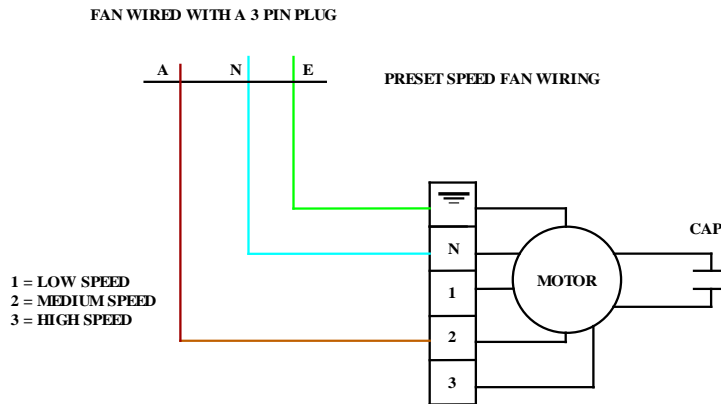 FAN WIRED WITH A 3 PIN PLUG
A N E
PRESET SPEED FAN WIRING
CAP
N
1 = LOW SPEED
2 = MEDIUM SPEED
3 = HIGH SPEED
1
MOTOR
2
3